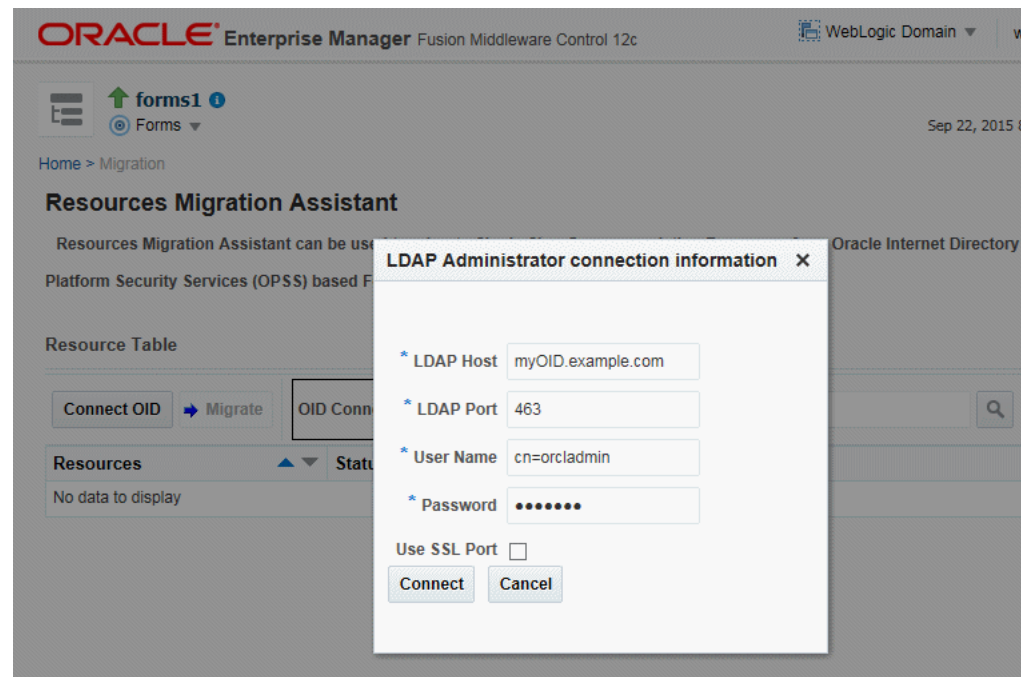 ORACLE Enterprise Manager Fusion Middleware Control 12c
WebLogic Domain
forms1
Forms
Sep 22, 2015
Home > Migration
Resources Migration Assistant
Resources Migration Assistant can be
Oracle Internet Directory
Platform Security Services (OPSS) based F
LDAP Administrator connection information
Resource Table
* LDAP Host myOID.example.com
Connect OID Migrate OID Conn
* LDAP Port 463
* User Name cn=orcladmin
Resources Statu
No data to display
* Password •••••••
Use SSL Port
Connect Cancel